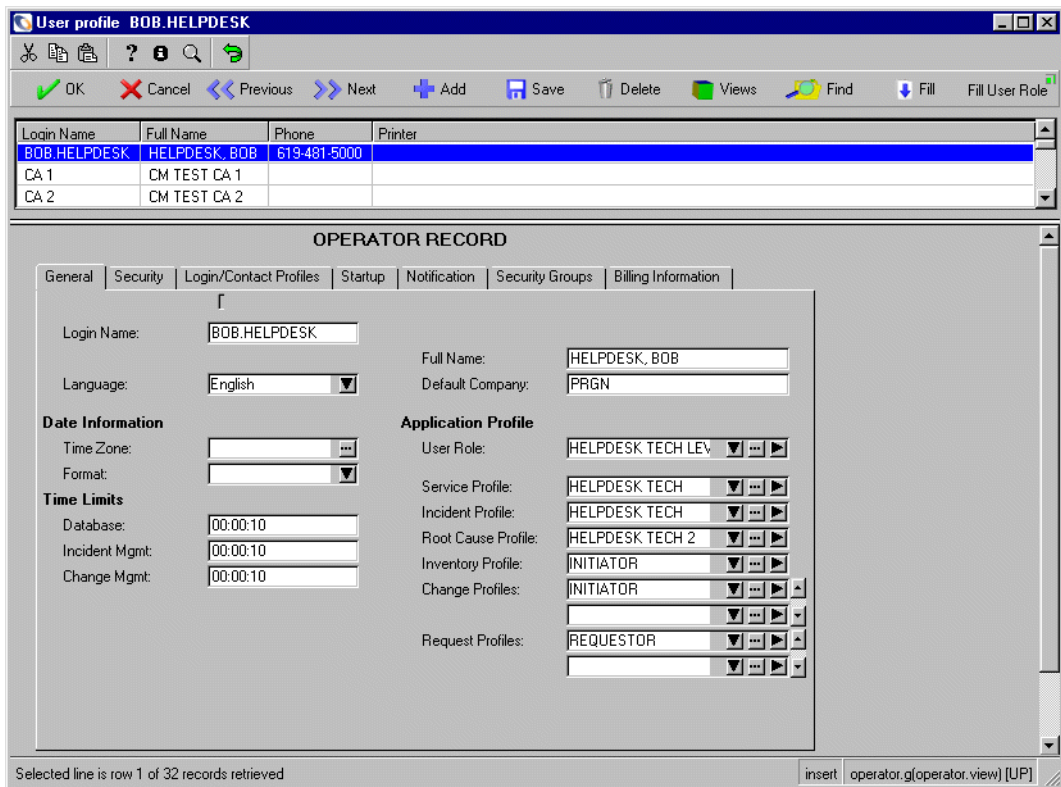 User profile BOB.HELPDESK
OK Cancel Previous Next Add Save Delete Views Find Fill Fill User Role
Login Name Full Name Phone Printer
BOB.HELPDESK HELPDESK, BOB 619-481-5000
CA 1 CM TEST CA 1
CA 2 CM TEST CA 2
OPERATOR RECORD
General Security Login/Contact Profiles Startup Notification Security Groups Billing Information
Login Name: BOB.HELPDESK
Full Name: HELPDESK, BOB
Language: English Default Company: PRGN
Date Information Application Profile
Time Zone: User Role: HELPDESK TECH LEV
Format:
Service Profile: HELPDESK TECH
Time Limits
Incident Profile: HELPDESK TECH
Database: 00:00:10
Root Cause Profile: HELPDESK TECH 2
Incident Mgmt: 00:00:10
Inventory Profile: INITIATOR
Change Mgmt: 00:00:10
Change Profiles: INITIATOR
Request Profiles: REQUESTOR
Selected line is row 1 of 32 records retrieved insert operator.g(operator.view) [UP]